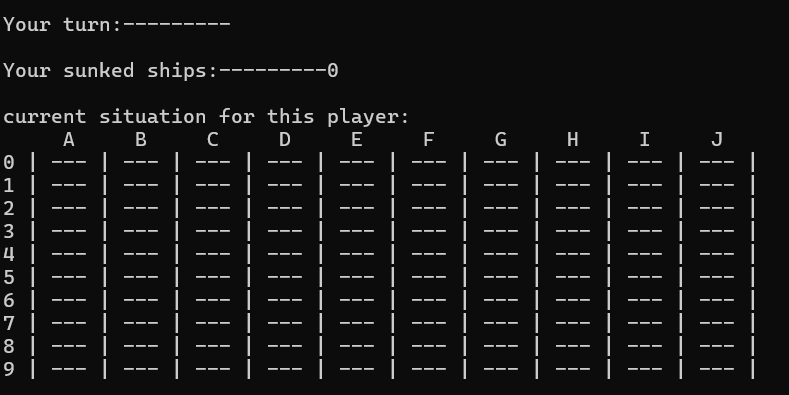 Your turn:---------
Your sunked ships:---------0
current situation for this player:
     A     B     C     D     E     F     G     H     I     J
0 | --- | --- | --- | --- | --- | --- | --- | --- | --- | --- |
1 | --- | --- | --- | --- | --- | --- | --- | --- | --- | --- |
2 | --- | --- | --- | --- | --- | --- | --- | --- | --- | --- |
3 | --- | --- | --- | --- | --- | --- | --- | --- | --- | --- |
4 | --- | --- | --- | --- | --- | --- | --- | --- | --- | --- |
5 | --- | --- | --- | --- | --- | --- | --- | --- | --- | --- |
6 | --- | --- | --- | --- | --- | --- | --- | --- | --- | --- |
7 | --- | --- | --- | --- | --- | --- | --- | --- | --- | --- |
8 | --- | --- | --- | --- | --- | --- | --- | --- | --- | --- |
9 | --- | --- | --- | --- | --- | --- | --- | --- | --- | --- |